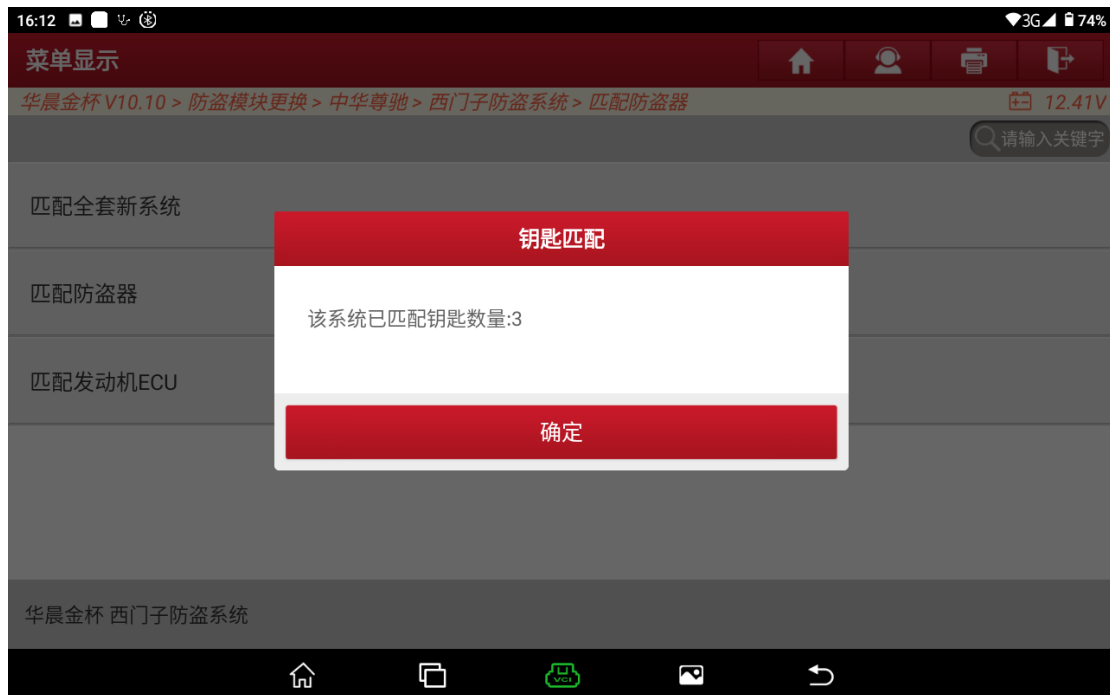 16:12
3G 74%
菜单显示
华晨金杯 V10.10 > 防盗模块更换 > 中华尊驰 > 西门子防盗系统 > 匹配防盗器
12.41V
请输入关键字
匹配全套新系统
钥匙匹配
匹配防盗器
该系统已匹配钥匙数量:3
匹配发动机ECU
确定
华晨金杯 西门子防盗系统
VCI